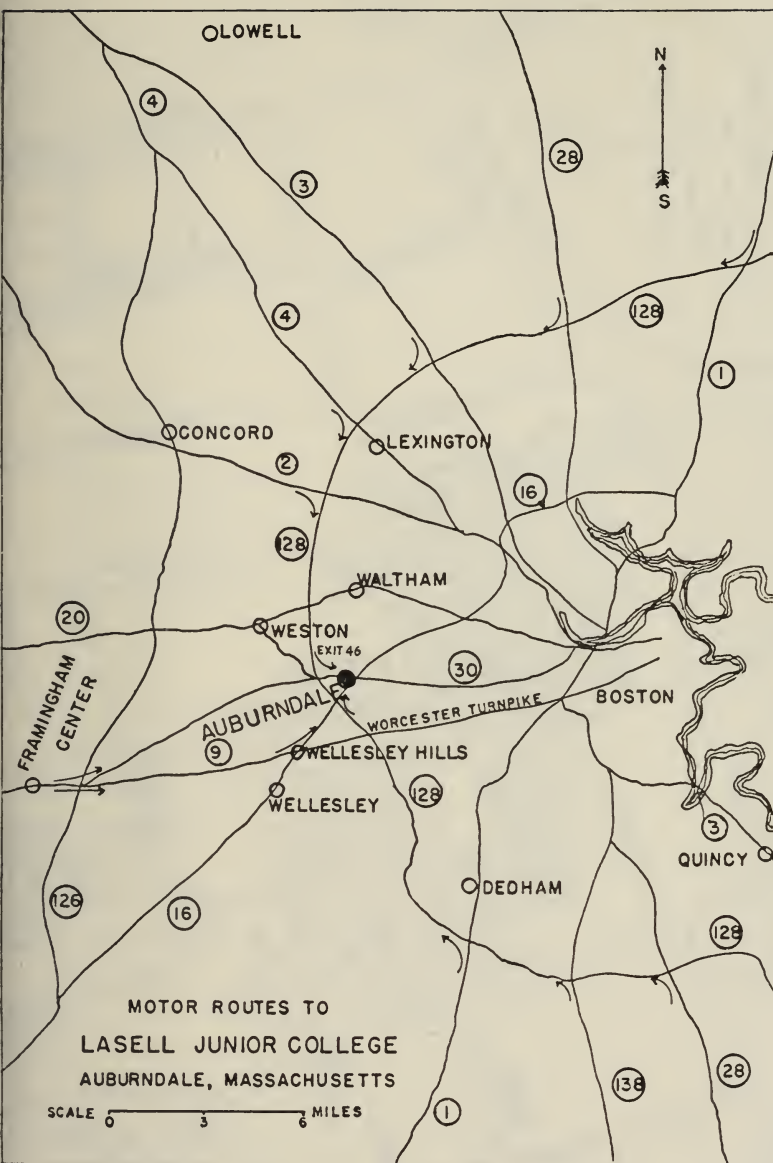 LOWELL
N
S
4
3
28
4
128
1
CONCORD
LEXINGTON
2
16
128
WALTHAM
20
WESTON
EXIT 46
30
FRAMINGHAM
CENTER
AUBURNDALE
BOSTON
WORCESTER TURNPIKE
9
WELLESLEY HILLS
WELLESLEY
128
3
QUINCY
DEDHAM
126
16
128
MOTOR ROUTES TO
LASELL JUNIOR COLLEGE
AUBURNDALE, MASSACHUSETTS
SCALE 0 3 6 MILES
1
138
28